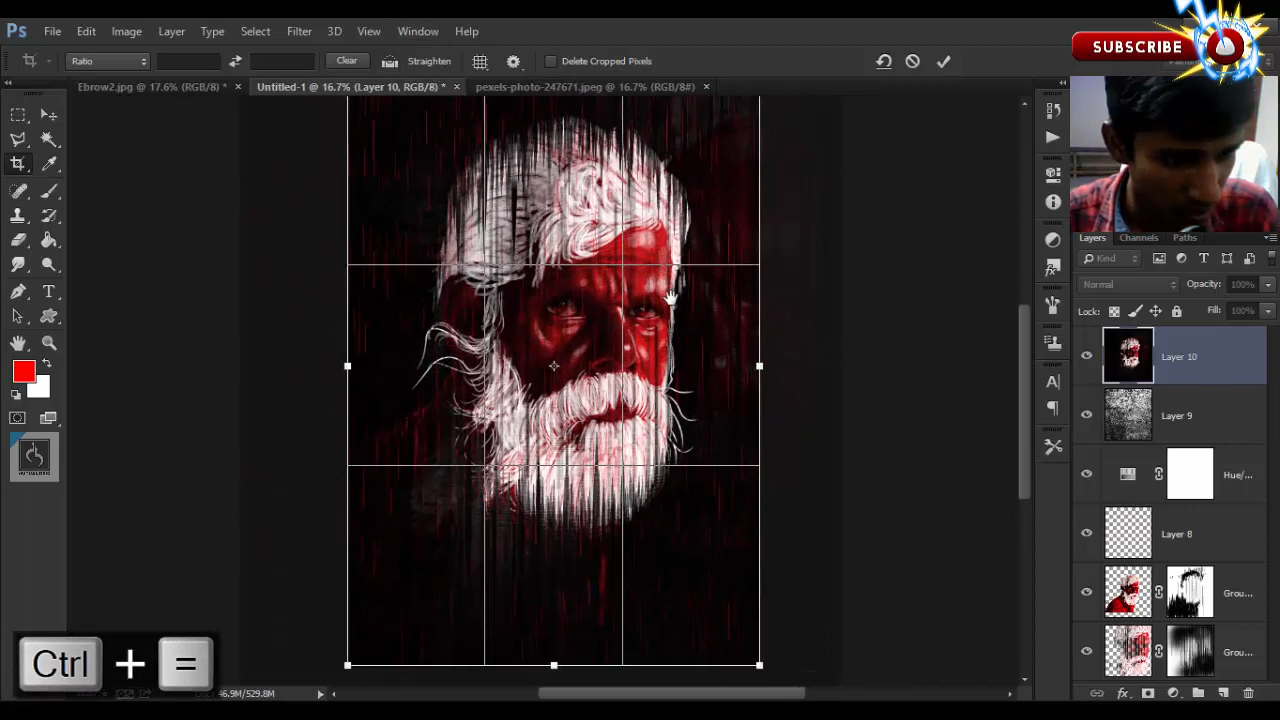 Ps File Edit Image Layer Type Select Filter 3D View Window Help
SUBSCRIBE
Ratio Clear Straighten Delete Cropped Pixels
Ebrow2.jpg @ 17.6% (RGB/8) * × Untitled-1 @ 16.7% (Layer 10, RGB/8) * × pexels-photo-247671.jpeg @ 16.7% (RGB/8#) ×
Layers Channels Paths
Kind
Normal Opacity: 100%
Lock: Fill: 100%
Layer 10
Layer 9
Hue/...
Layer 8
Grou...
Grou...
Ctrl + =
46.9M/529.8M